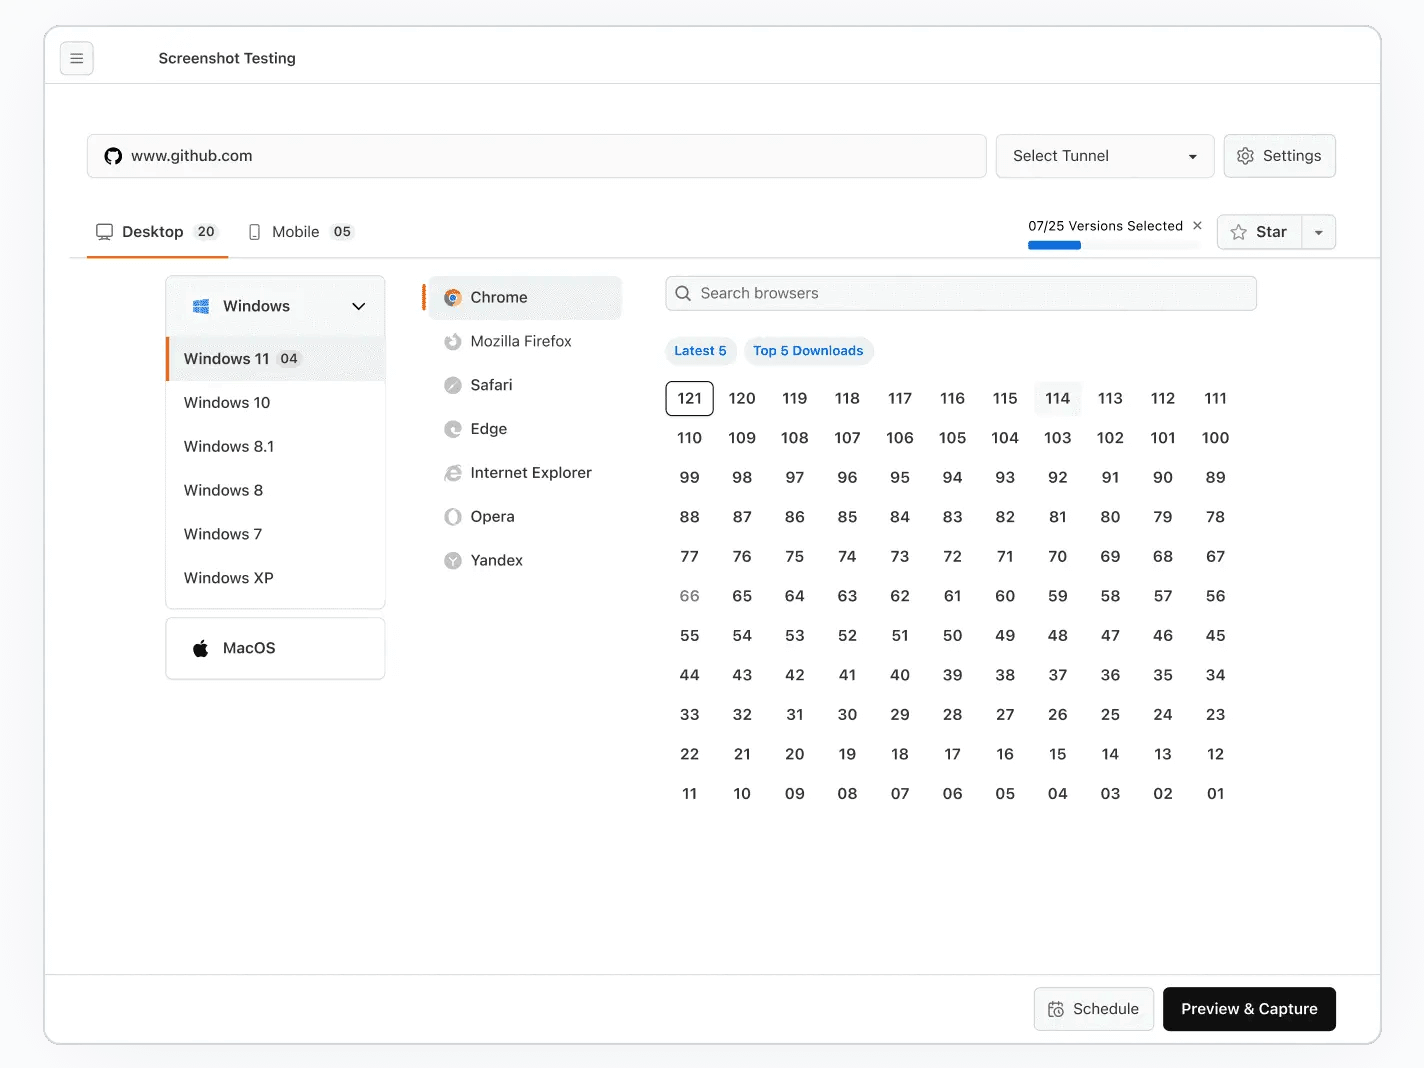 Screenshot Testing
www.github.com
Select Tunnel
Settings
Desktop 20
Mobile 05
07/25 Versions Selected
Star
Windows
Windows 11 04
Windows 10
Windows 8.1
Windows 8
Windows 7
Windows XP
MacOS
Chrome
Mozilla Firefox
Safari
Edge
Internet Explorer
Opera
Yandex
Search browsers
Latest 5
Top 5 Downloads
121 120 119 118 117 116 115 114 113 112 111
110 109 108 107 106 105 104 103 102 101 100
99 98 97 96 95 94 93 92 91 90 89
88 87 86 85 84 83 82 81 80 79 78
77 76 75 74 73 72 71 70 69 68 67
66 65 64 63 62 61 60 59 58 57 56
55 54 53 52 51 50 49 48 47 46 45
44 43 42 41 40 39 38 37 36 35 34
33 32 31 30 29 28 27 26 25 24 23
22 21 20 19 18 17 16 15 14 13 12
11 10 09 08 07 06 05 04 03 02 01
Schedule
Preview & Capture